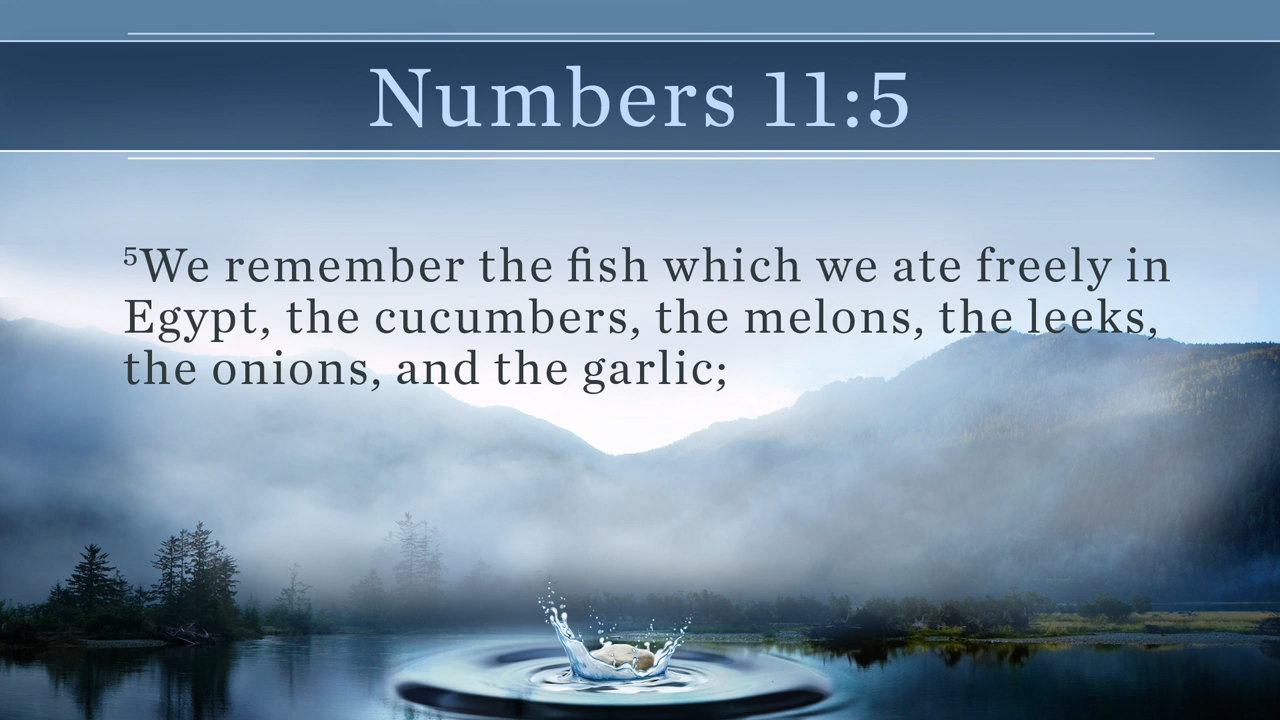 Numbers 11:5
⁵We remember the fish which we ate freely in
Egypt, the cucumbers, the melons, the leeks,
the onions, and the garlic;